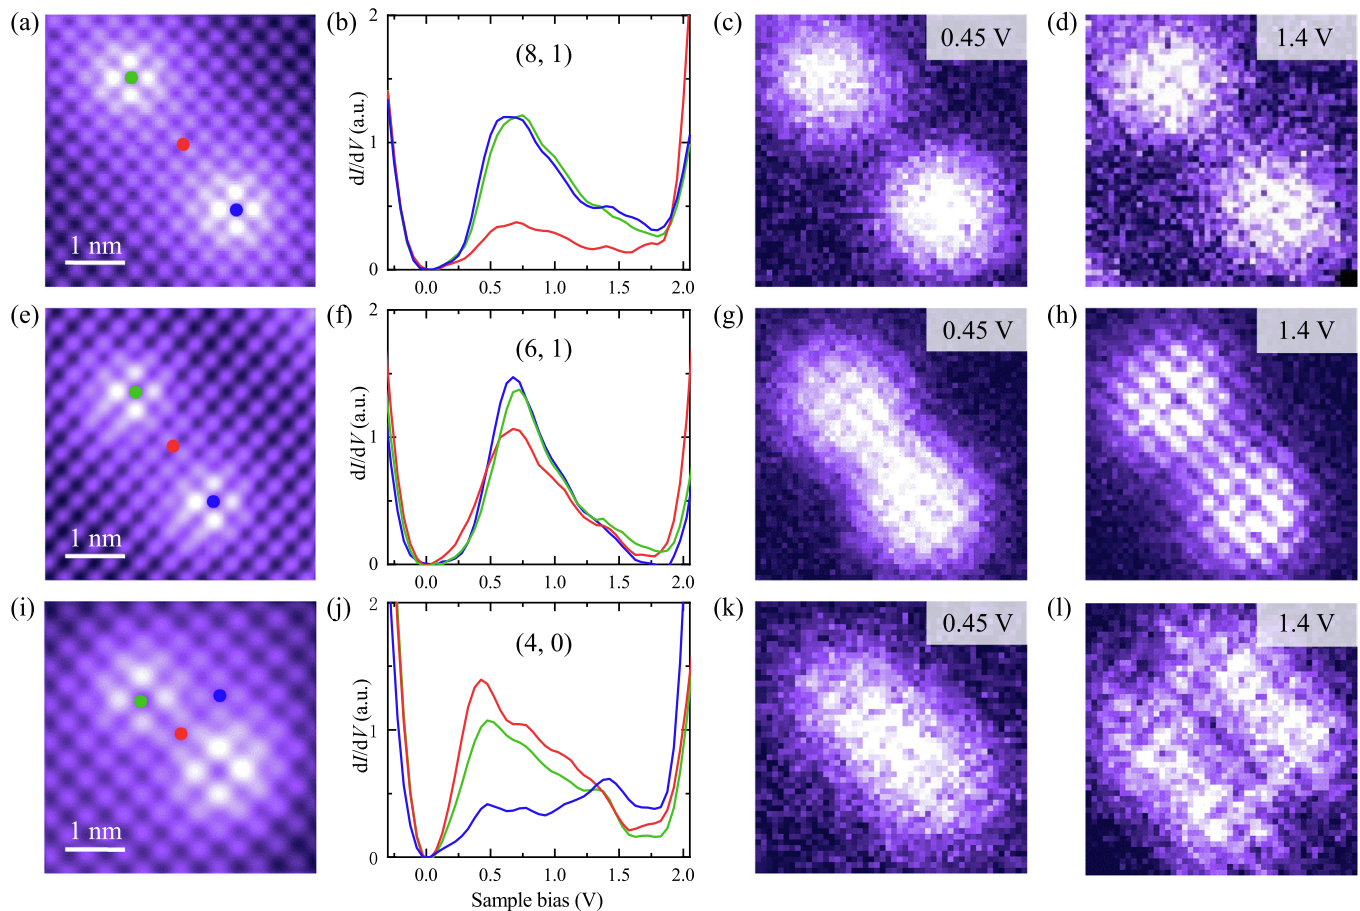 (a)
1 nm
(b)
2
(8, 1)
dI/dV (a.u.)
1
0
0.0 0.5 1.0 1.5 2.0
Sample bias (V)
(c)
0.45 V
(d)
1.4 V
(e)
1 nm
(f)
2
(6, 1)
dI/dV (a.u.)
1
0
0.0 0.5 1.0 1.5 2.0
(g)
0.45 V
(h)
1.4 V
(i)
1 nm
(j)
2
(4, 0)
dI/dV (a.u.)
1
0
0.0 0.5 1.0 1.5 2.0
Sample bias (V)
(k)
0.45 V
(l)
1.4 V